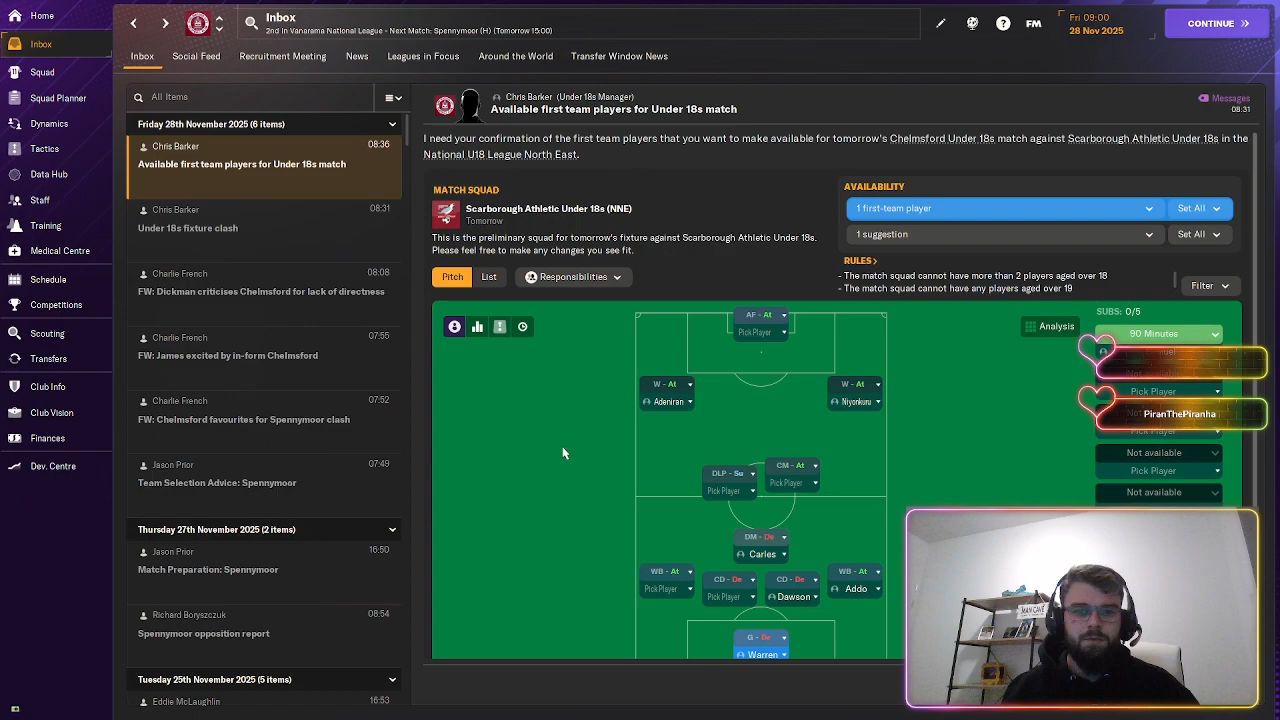 Home
Inbox
Squad
Squad Planner
Dynamics
Tactics
Data Hub
Staff
Training
Medical Centre
Schedule
Competitions
Scouting
Transfers
Club Info
Club Vision
Finances
Dev. Centre
Inbox
2nd in Vanarama National League - Next Match: Spennymoor (H) (Tomorrow 15:00)
FM
Fri 09:00
28 Nov 2025
CONTINUE
Inbox
Social Feed
Recruitment Meeting
News
Leagues in Focus
Around the World
Transfer Window News
All Items
Friday 28th November 2025 (6 items)
Chris Barker 08:36
Available first team players for Under 18s match
Chris Barker 08:31
Under 18s fixture clash
Charlie French 08:08
FW: Dickman criticises Chelmsford for lack of directness
Charlie French 07:55
FW: James excited by in-form Chelmsford
Charlie French 07:52
FW: Chelmsford favourites for Spennymoor clash
Jason Prior 07:49
Team Selection Advice: Spennymoor
Thursday 27th November 2025 (2 items)
Jason Prior 16:50
Match Preparation: Spennymoor
Richard Boryszczuk 08:54
Spennymoor opposition report
Tuesday 25th November 2025 (5 items)
Eddie McLaughlin 16:53
Chris Barker (Under 18s Manager)
Available first team players for Under 18s match
Messages
08:31
I need your confirmation of the first team players that you want to make available for tomorrow's Chelmsford Under 18s match against Scarborough Athletic Under 18s in the
National U18 League North East.
MATCH SQUAD
Scarborough Athletic Under 18s (NNE)
Tomorrow
This is the preliminary squad for tomorrow's fixture against Scarborough Athletic Under 18s.
Please feel free to make any changes you see fit.
AVAILABILITY
1 first-team player Set All
1 suggestion Set All
RULES
- The match squad cannot have more than 2 players aged over 18
- The match squad cannot have any players aged over 19
Pitch
List
Responsibilities
Filter
Analysis
SUBS: 0/5
90 Minutes
Pick Player
PiranThePiranha
Pick Player
Not available
Pick Player
Not available
AF - At
Pick Player
W - At
Adeniran
W - At
Niyonkuru
DLP - Su
Pick Player
CM - At
Pick Player
DM - De
Carles
WB - At
Pick Player
CD - De
Pick Player
CD - De
Dawson
WB - At
Addo
G - De
Warren
MAN CAVE